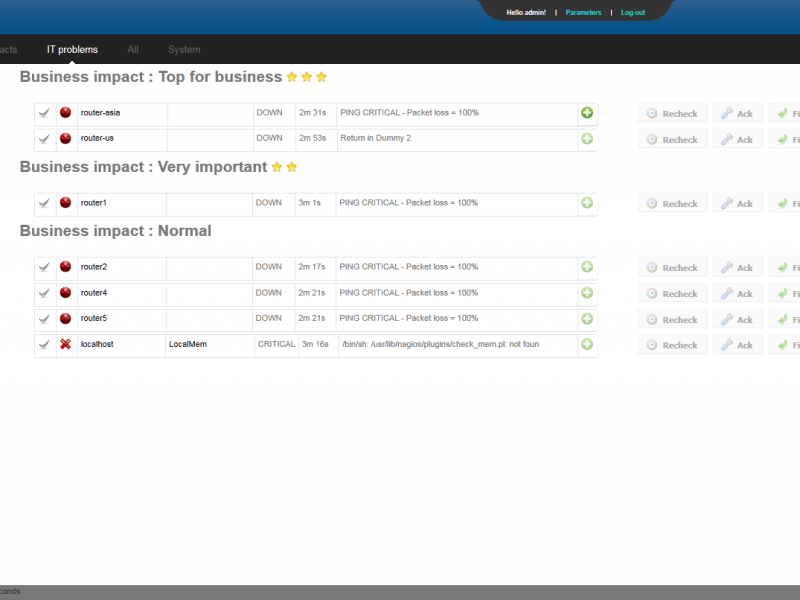 Hello admin! | Parameters | Log out
acts IT problems All System
Business impact : Top for business
router-asia DOWN 2m 31s PING CRITICAL - Packet loss = 100% Recheck Ack Fi
router-us DOWN 2m 53s Return in Dummy 2 Recheck Ack Fi
Business impact : Very important
router1 DOWN 3m 1s PING CRITICAL - Packet loss = 100% Recheck Ack Fi
Business impact : Normal
router2 DOWN 2m 17s PING CRITICAL - Packet loss = 100% Recheck Ack Fi
router4 DOWN 2m 21s PING CRITICAL - Packet loss = 100% Recheck Ack Fi
router5 DOWN 2m 21s PING CRITICAL - Packet loss = 100% Recheck Ack Fi
localhost LocalMem CRITICAL 3m 16s /bin/sh: /usr/lib/nagios/plugins/check_mem.pl: not foun Recheck Ack Fi
conds